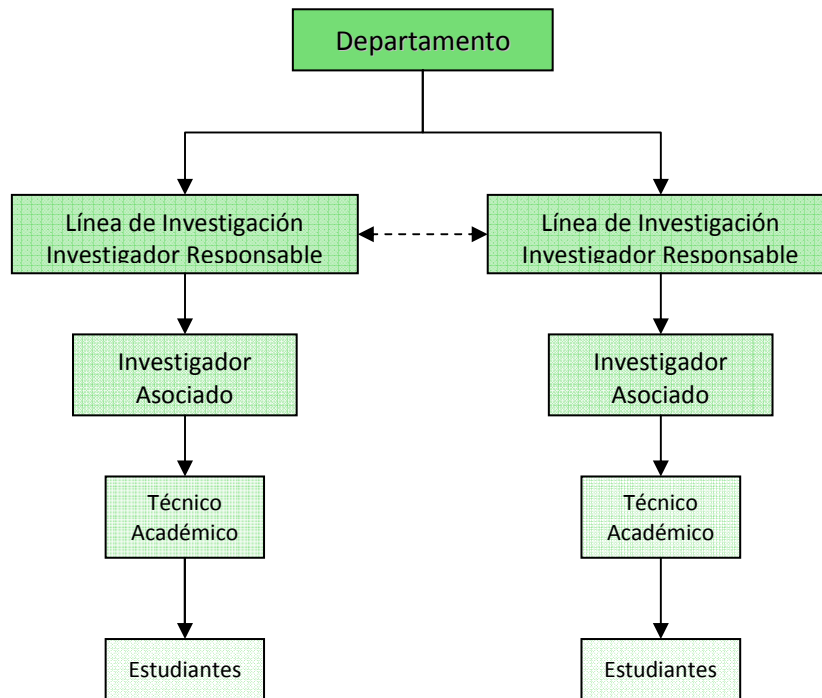 Departamento
Línea de Investigación
Investigador Responsable
Línea de Investigación
Investigador Responsable
Investigador
Asociado
Investigador
Asociado
Técnico
Académico
Técnico
Académico
Estudiantes
Estudiantes